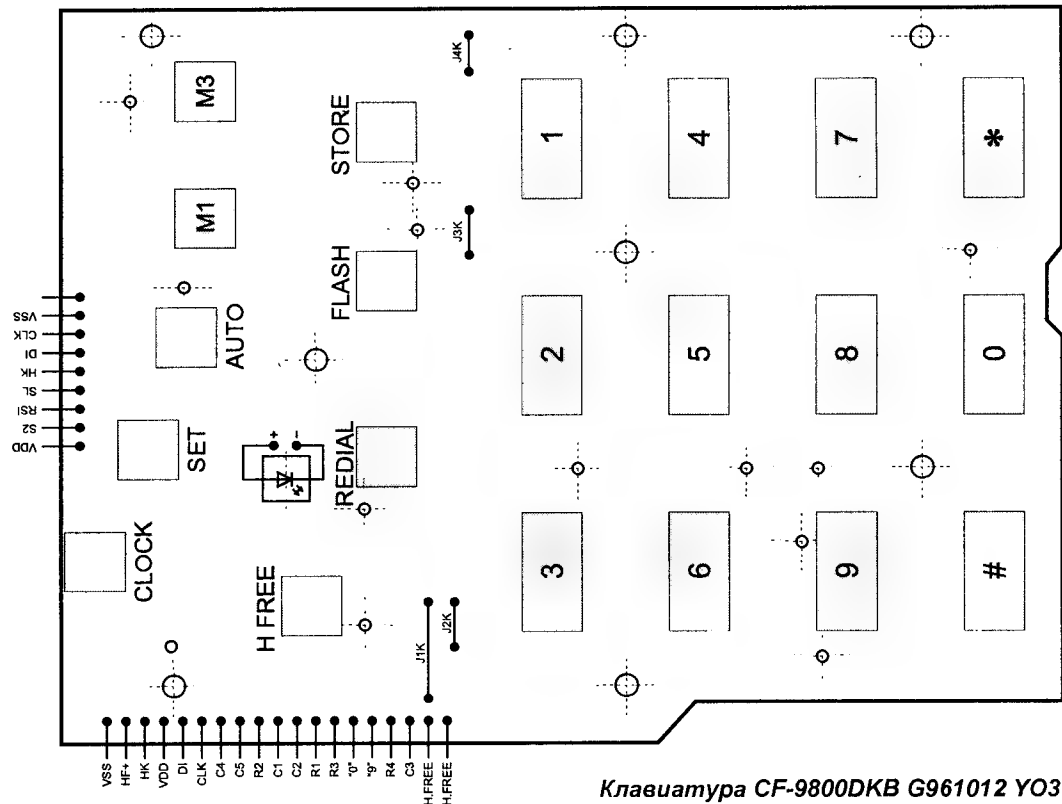 M3
M1
STORE
FLASH
AUTO
SET
REDIAL
CLOCK
H FREE
J4K
J3K
J1K
J2K
+
-
1
4
7
*
2
5
8
0
3
6
9
#
VSS
CLK
DI
HK
SL
RSI
S2
VDD
VSS
HF+
HK
VDD
DI
CLK
C4
C5
R2
C1
C2
R1
R3
"0"
"9"
R4
C3
H.FREE
H.FREE
Клавиатура CF-9800DKB G961012 YO3